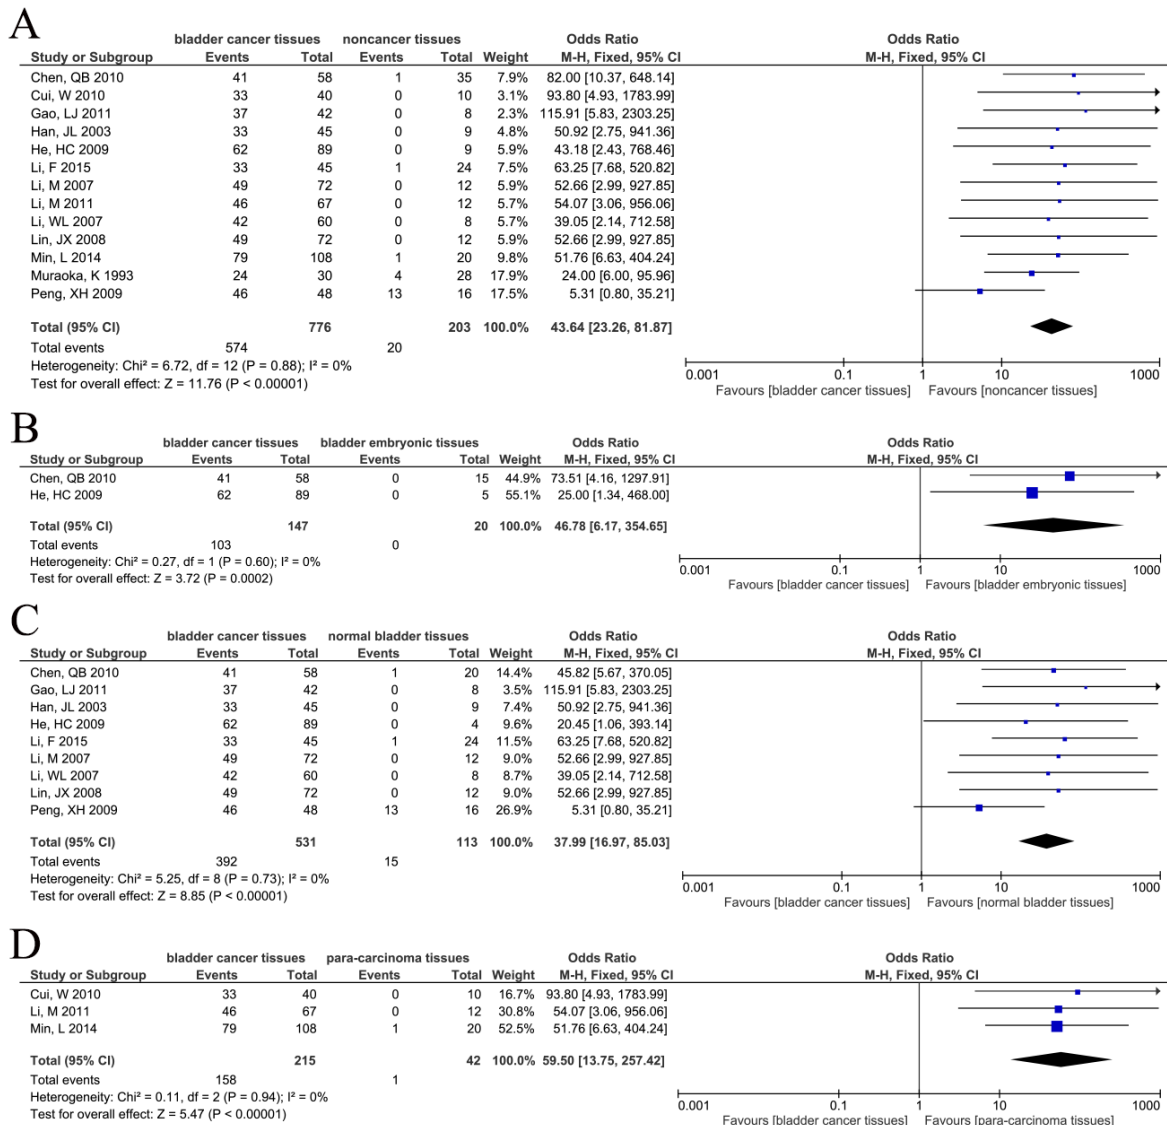 A
bladder cancer tissues noncancer tissues Odds Ratio Odds Ratio
Study or Subgroup Events Total Events Total Weight M-H, Fixed, 95% CI M-H, Fixed, 95% CI
Chen, QB 2010 41 58 1 35 7.9% 82.00 [10.37, 648.14]
Cui, W 2010 33 40 0 10 3.1% 93.80 [4.93, 1783.99]
Gao, LJ 2011 37 42 0 8 2.3% 115.91 [5.83, 2303.25]
Han, JL 2003 33 45 0 9 4.8% 50.92 [2.75, 941.36]
He, HC 2009 62 89 0 9 5.9% 43.18 [2.43, 768.46]
Li, F 2015 33 45 1 24 7.5% 63.25 [7.68, 520.82]
Li, M 2007 49 72 0 12 5.9% 52.66 [2.99, 927.85]
Li, M 2011 46 67 0 12 5.7% 54.07 [3.06, 956.06]
Li, WL 2007 42 60 0 8 5.7% 39.05 [2.14, 712.58]
Lin, JX 2008 49 72 0 12 5.9% 52.66 [2.99, 927.85]
Min, L 2014 79 108 1 20 9.8% 51.76 [6.63, 404.24]
Muraoka, K 1993 24 30 4 28 17.9% 24.00 [6.00, 95.96]
Peng, XH 2009 46 48 13 16 17.5% 5.31 [0.80, 35.21]
Total (95% CI) 776 203 100.0% 43.64 [23.26, 81.87]
Total events 574 20
Heterogeneity: Chi² = 6.72, df = 12 (P = 0.88); I² = 0%
Test for overall effect: Z = 11.76 (P < 0.00001)
0.001 0.1 1 10 1000
Favours [bladder cancer tissues] Favours [noncancer tissues]
B
bladder cancer tissues bladder embryonic tissues Odds Ratio Odds Ratio
Study or Subgroup Events Total Events Total Weight M-H, Fixed, 95% CI M-H, Fixed, 95% CI
Chen, QB 2010 41 58 0 15 44.9% 73.51 [4.16, 1297.91]
He, HC 2009 62 89 0 5 55.1% 25.00 [1.34, 468.00]
Total (95% CI) 147 20 100.0% 46.78 [6.17, 354.65]
Total events 103 0
Heterogeneity: Chi² = 0.27, df = 1 (P = 0.60); I² = 0%
Test for overall effect: Z = 3.72 (P = 0.0002)
0.001 0.1 1 10 1000
Favours [bladder cancer tissues] Favours [bladder embryonic tissues]
C
bladder cancer tissues normal bladder tissues Odds Ratio Odds Ratio
Study or Subgroup Events Total Events Total Weight M-H, Fixed, 95% CI M-H, Fixed, 95% CI
Chen, QB 2010 41 58 1 20 14.4% 45.82 [5.67, 370.05]
Gao, LJ 2011 37 42 0 8 3.5% 115.91 [5.83, 2303.25]
Han, JL 2003 33 45 0 9 7.4% 50.92 [2.75, 941.36]
He, HC 2009 62 89 0 4 9.6% 20.45 [1.06, 393.14]
Li, F 2015 33 45 1 24 11.5% 63.25 [7.68, 520.82]
Li, M 2007 49 72 0 12 9.0% 52.66 [2.99, 927.85]
Li, WL 2007 42 60 0 8 8.7% 39.05 [2.14, 712.58]
Lin, JX 2008 49 72 0 12 9.0% 52.66 [2.99, 927.85]
Peng, XH 2009 46 48 13 16 26.9% 5.31 [0.80, 35.21]
Total (95% CI) 531 113 100.0% 37.99 [16.97, 85.03]
Total events 392 15
Heterogeneity: Chi² = 5.25, df = 8 (P = 0.73); I² = 0%
Test for overall effect: Z = 8.85 (P < 0.00001)
0.001 0.1 1 10 1000
Favours [bladder cancer tissues] Favours [normal bladder tissues]
D
bladder cancer tissues para-carcinoma tissues Odds Ratio Odds Ratio
Study or Subgroup Events Total Events Total Weight M-H, Fixed, 95% CI M-H, Fixed, 95% CI
Cui, W 2010 33 40 0 10 16.7% 93.80 [4.93, 1783.99]
Li, M 2011 46 67 0 12 30.8% 54.07 [3.06, 956.06]
Min, L 2014 79 108 1 20 52.5% 51.76 [6.63, 404.24]
Total (95% CI) 215 42 100.0% 59.50 [13.75, 257.42]
Total events 158 1
Heterogeneity: Chi² = 0.11, df = 2 (P = 0.94); I² = 0%
Test for overall effect: Z = 5.47 (P < 0.00001)
0.001 0.1 1 10 1000
Favours [bladder cancer tissues] Favours [para-carcinoma tissues]